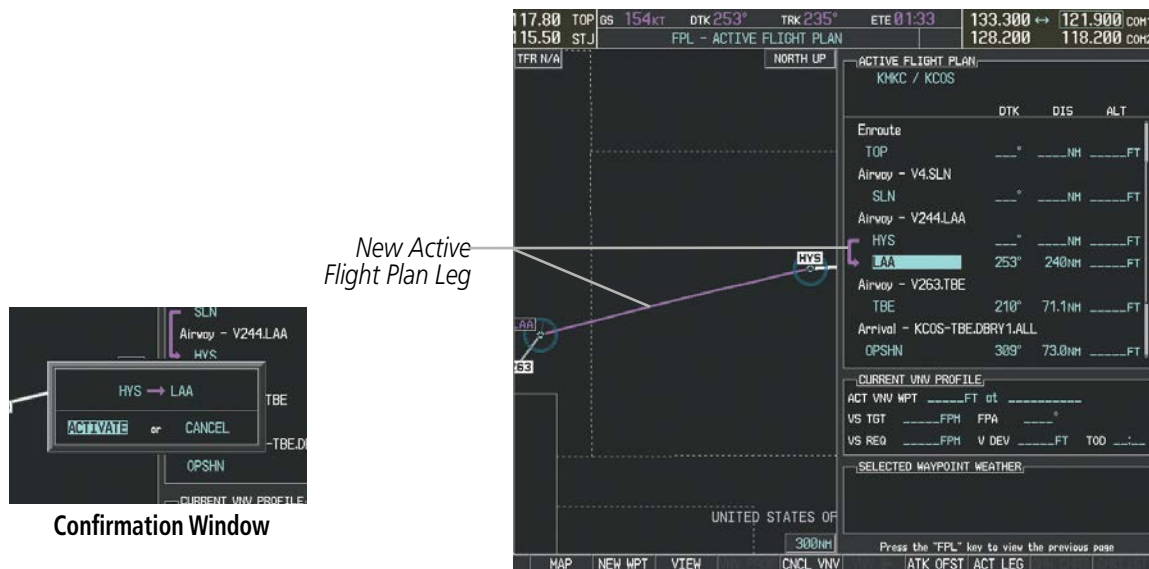 117.80 TOP
115.50 STJ
GS 154KT DTK 253° TRK 235° ETE 01:33
FPL – ACTIVE FLIGHT PLAN
133.300 ↔ 121.900 COM1
128.200 118.200 COM2
TFR N/A
NORTH UP
HYS
LAA
UNITED STATES OF
300NM
ACTIVE FLIGHT PLAN
KMKC / KCOS
DTK DIS ALT
Enroute
TOP ___° ____NM _____FT
Airway – V4.SLN
SLN ___° ____NM _____FT
Airway – V244.LAA
HYS ___° ____NM _____FT
LAA 253° 240NM _____FT
Airway – V263.TBE
TBE 210° 71.1NM _____FT
Arrival – KCOS-TBE.DBRY1.ALL
OPSHN 309° 73.0NM _____FT
CURRENT VNV PROFILE
ACT VNV WPT _____FT at __________
VS TGT _____FPM FPA ____°
VS REQ _____FPM V DEV _____FT TOD __:__
SELECTED WAYPOINT WEATHER
Press the "FPL" key to view the previous page
MAP NEW WPT VIEW CNCL VNV ATK OFST ACT LEG
New Active
Flight Plan Leg
SLN
Airway – V244.LAA
HYS
HYS → LAA
TBE
ACTIVATE or CANCEL
OPSHN
CURRENT VNV PROFILE
Confirmation Window